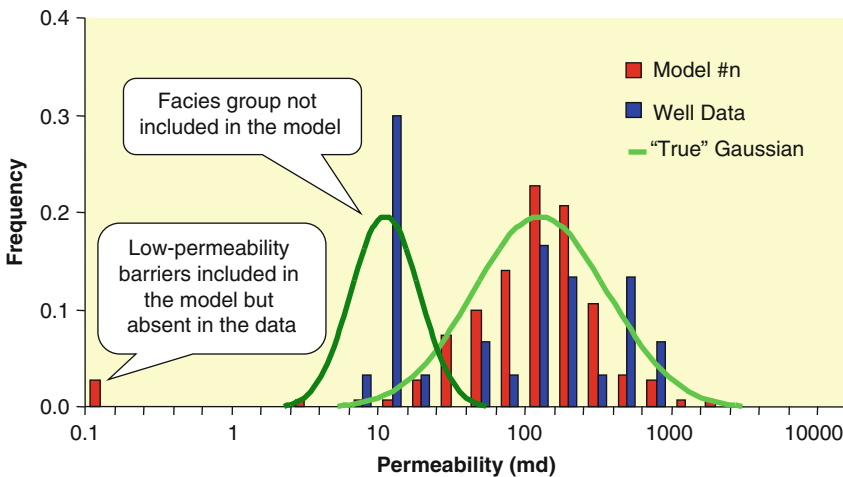 0.4
0.3
0.2
0.1
0.0
Frequency
Facies group not
included in the model
Low-permeability
barriers included in
the model but
absent in the data
Model #n
Well Data
“True” Gaussian
0.1 1 10 100 1000 10000
Permeability (md)